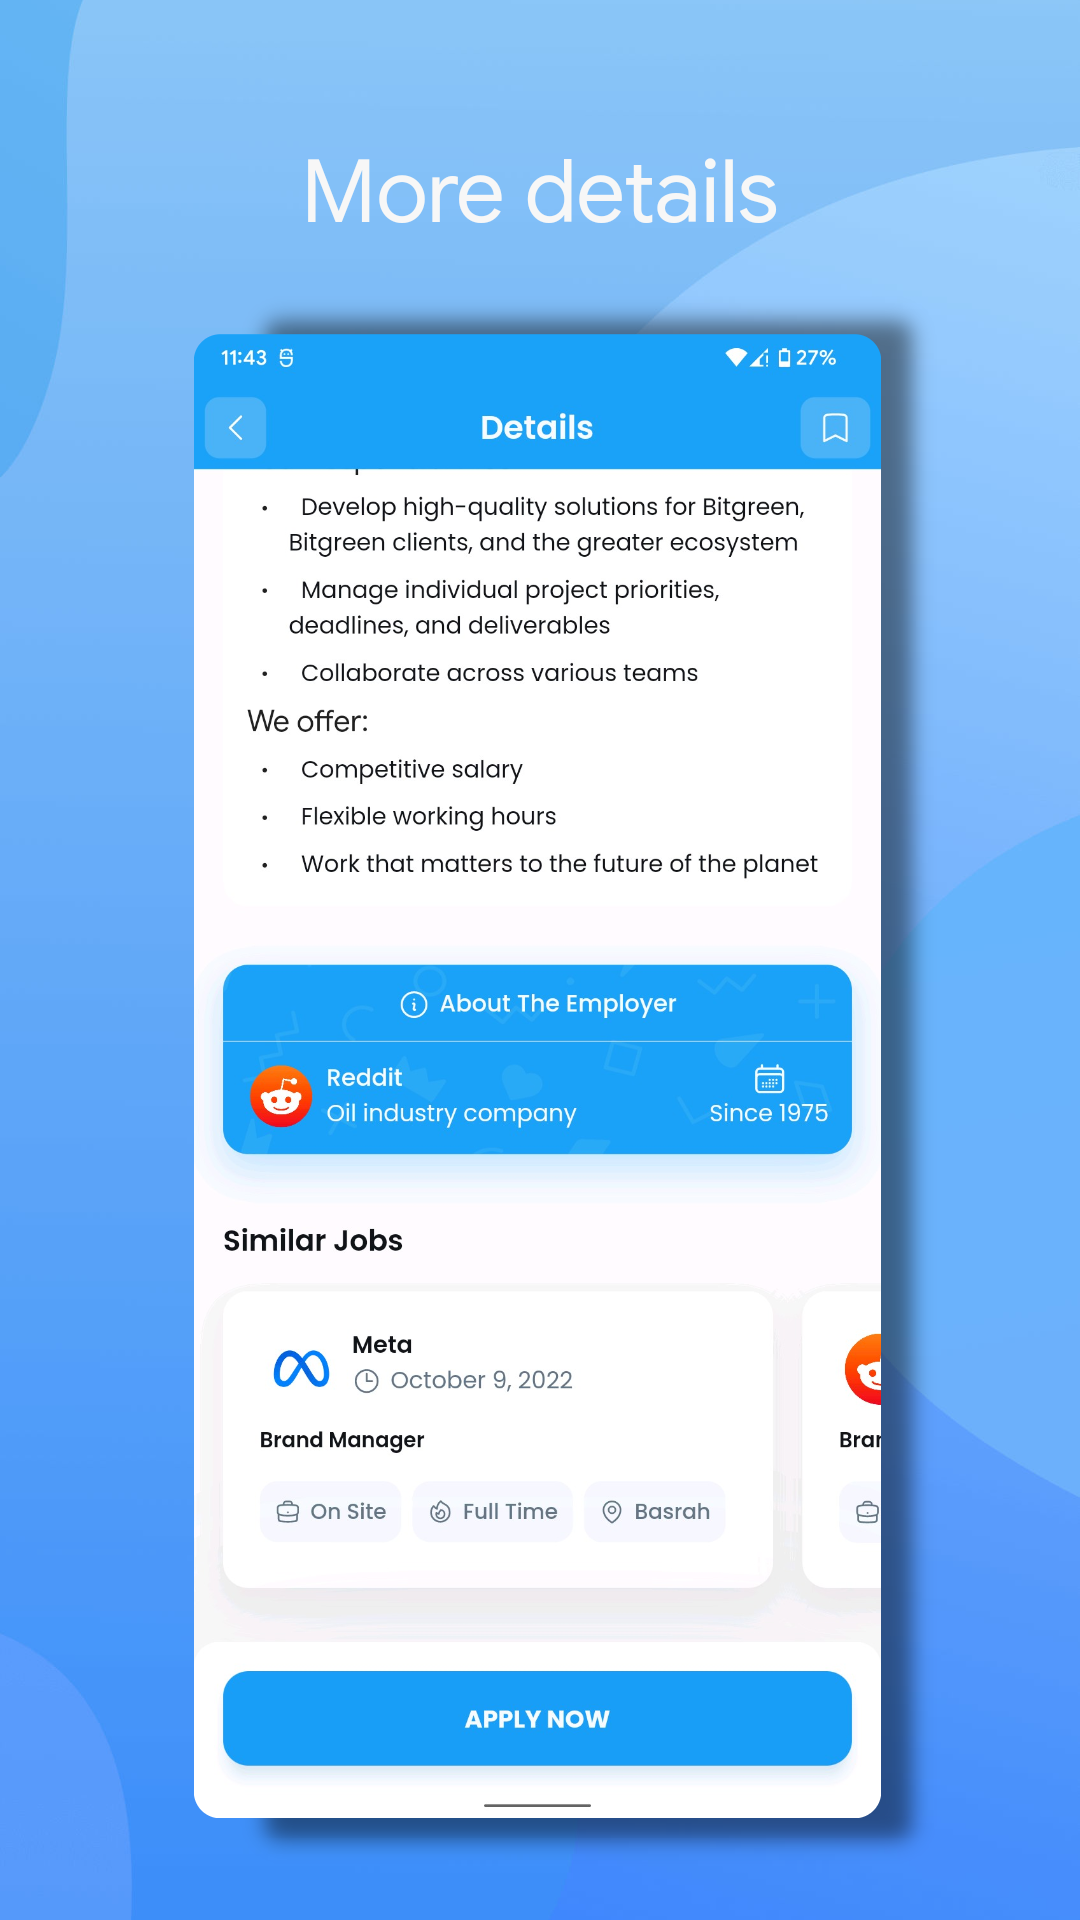 More details
11:43
27%
Details
• Develop high-quality solutions for Bitgreen,
Bitgreen clients, and the greater ecosystem
• Manage individual project priorities,
deadlines, and deliverables
• Collaborate across various teams
We offer:
• Competitive salary
• Flexible working hours
• Work that matters to the future of the planet
About The Employer
Reddit
Oil industry company
Since 1975
Similar Jobs
Meta
October 9, 2022
Brand Manager
Bran
On Site
Full Time
Basrah
APPLY NOW